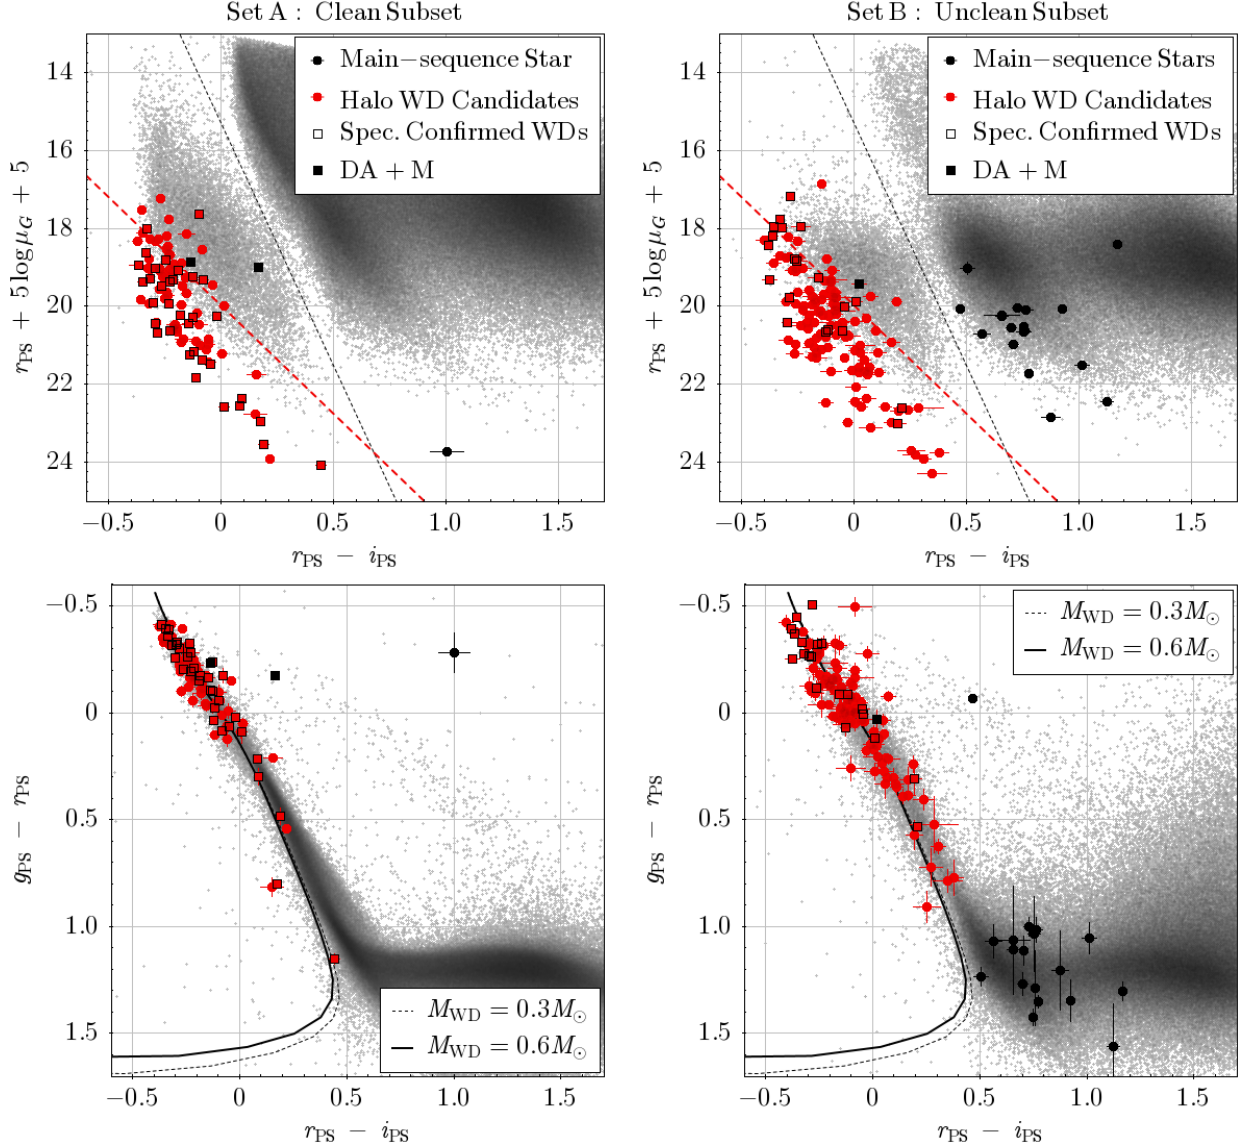 Set A : Clean Subset
Set B : Unclean Subset
14
16
18
20
22
24
r_PS + 5 log μ_G + 5
Main−sequence Star
Halo WD Candidates
Spec. Confirmed WDs
DA + M
−0.5
0
0.5
1.0
1.5
r_PS − i_PS
14
16
18
20
22
24
r_PS + 5 log μ_G + 5
Main−sequence Stars
Halo WD Candidates
Spec. Confirmed WDs
DA + M
−0.5
0
0.5
1.0
1.5
r_PS − i_PS
−0.5
0
0.5
1.0
1.5
g_PS − r_PS
M_WD = 0.3M_⊙
M_WD = 0.6M_⊙
−0.5
0
0.5
1.0
1.5
r_PS − i_PS
−0.5
0
0.5
1.0
1.5
g_PS − r_PS
M_WD = 0.3M_⊙
M_WD = 0.6M_⊙
−0.5
0
0.5
1.0
1.5
r_PS − i_PS